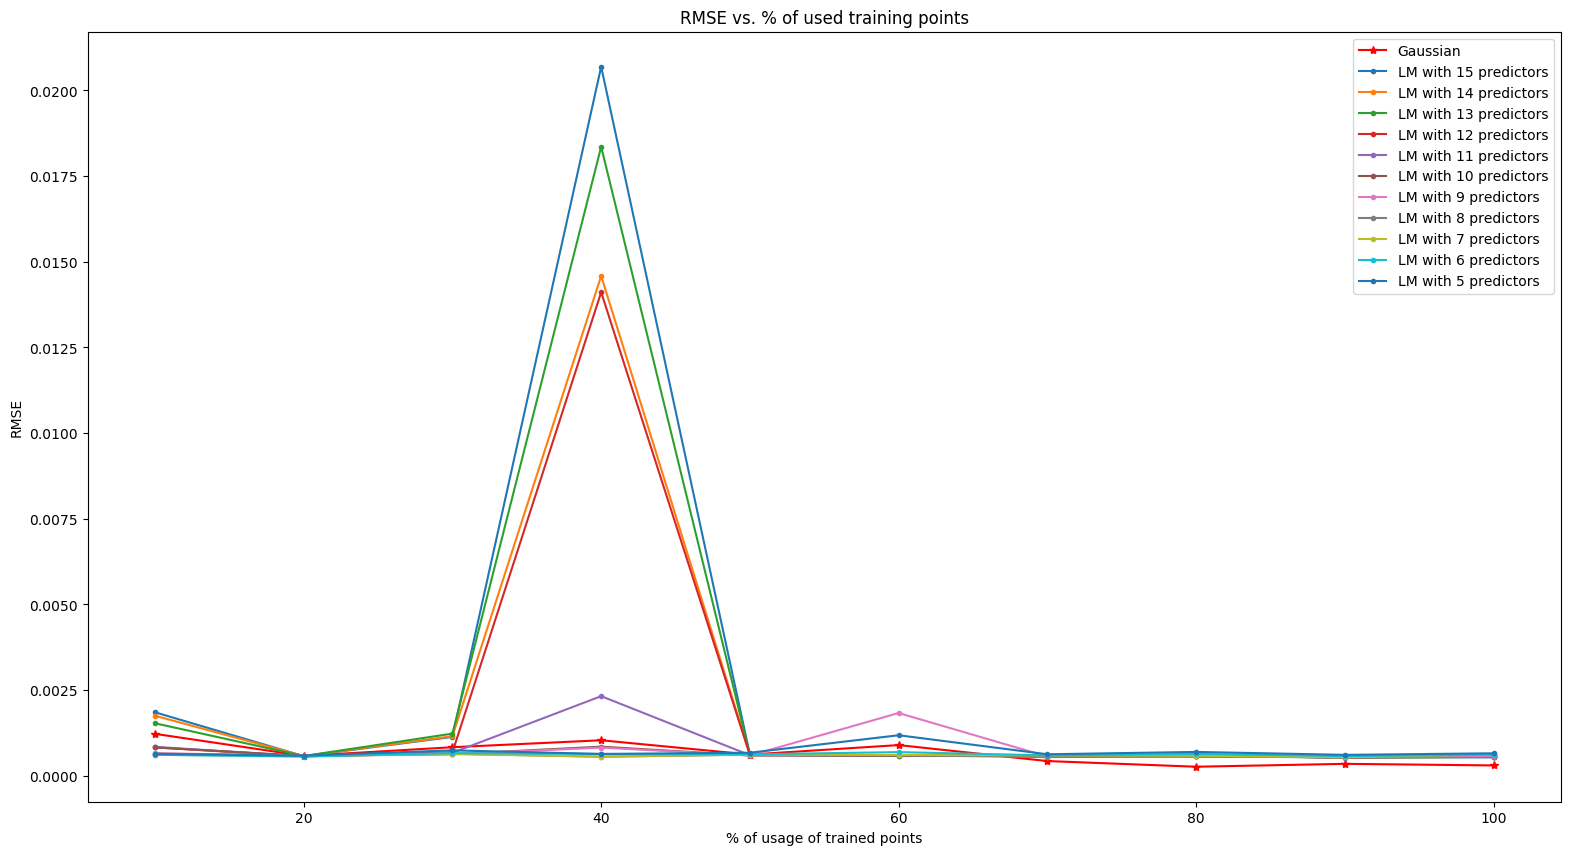 RMSE vs. % of used training points
Gaussian
LM with 15 predictors
LM with 14 predictors
LM with 13 predictors
LM with 12 predictors
LM with 11 predictors
LM with 10 predictors
LM with 9 predictors
LM with 8 predictors
LM with 7 predictors
LM with 6 predictors
LM with 5 predictors
RMSE
0.0200
0.0175
0.0150
0.0125
0.0100
0.0075
0.0050
0.0025
0.0000
20 40 60 80 100
% of usage of trained points